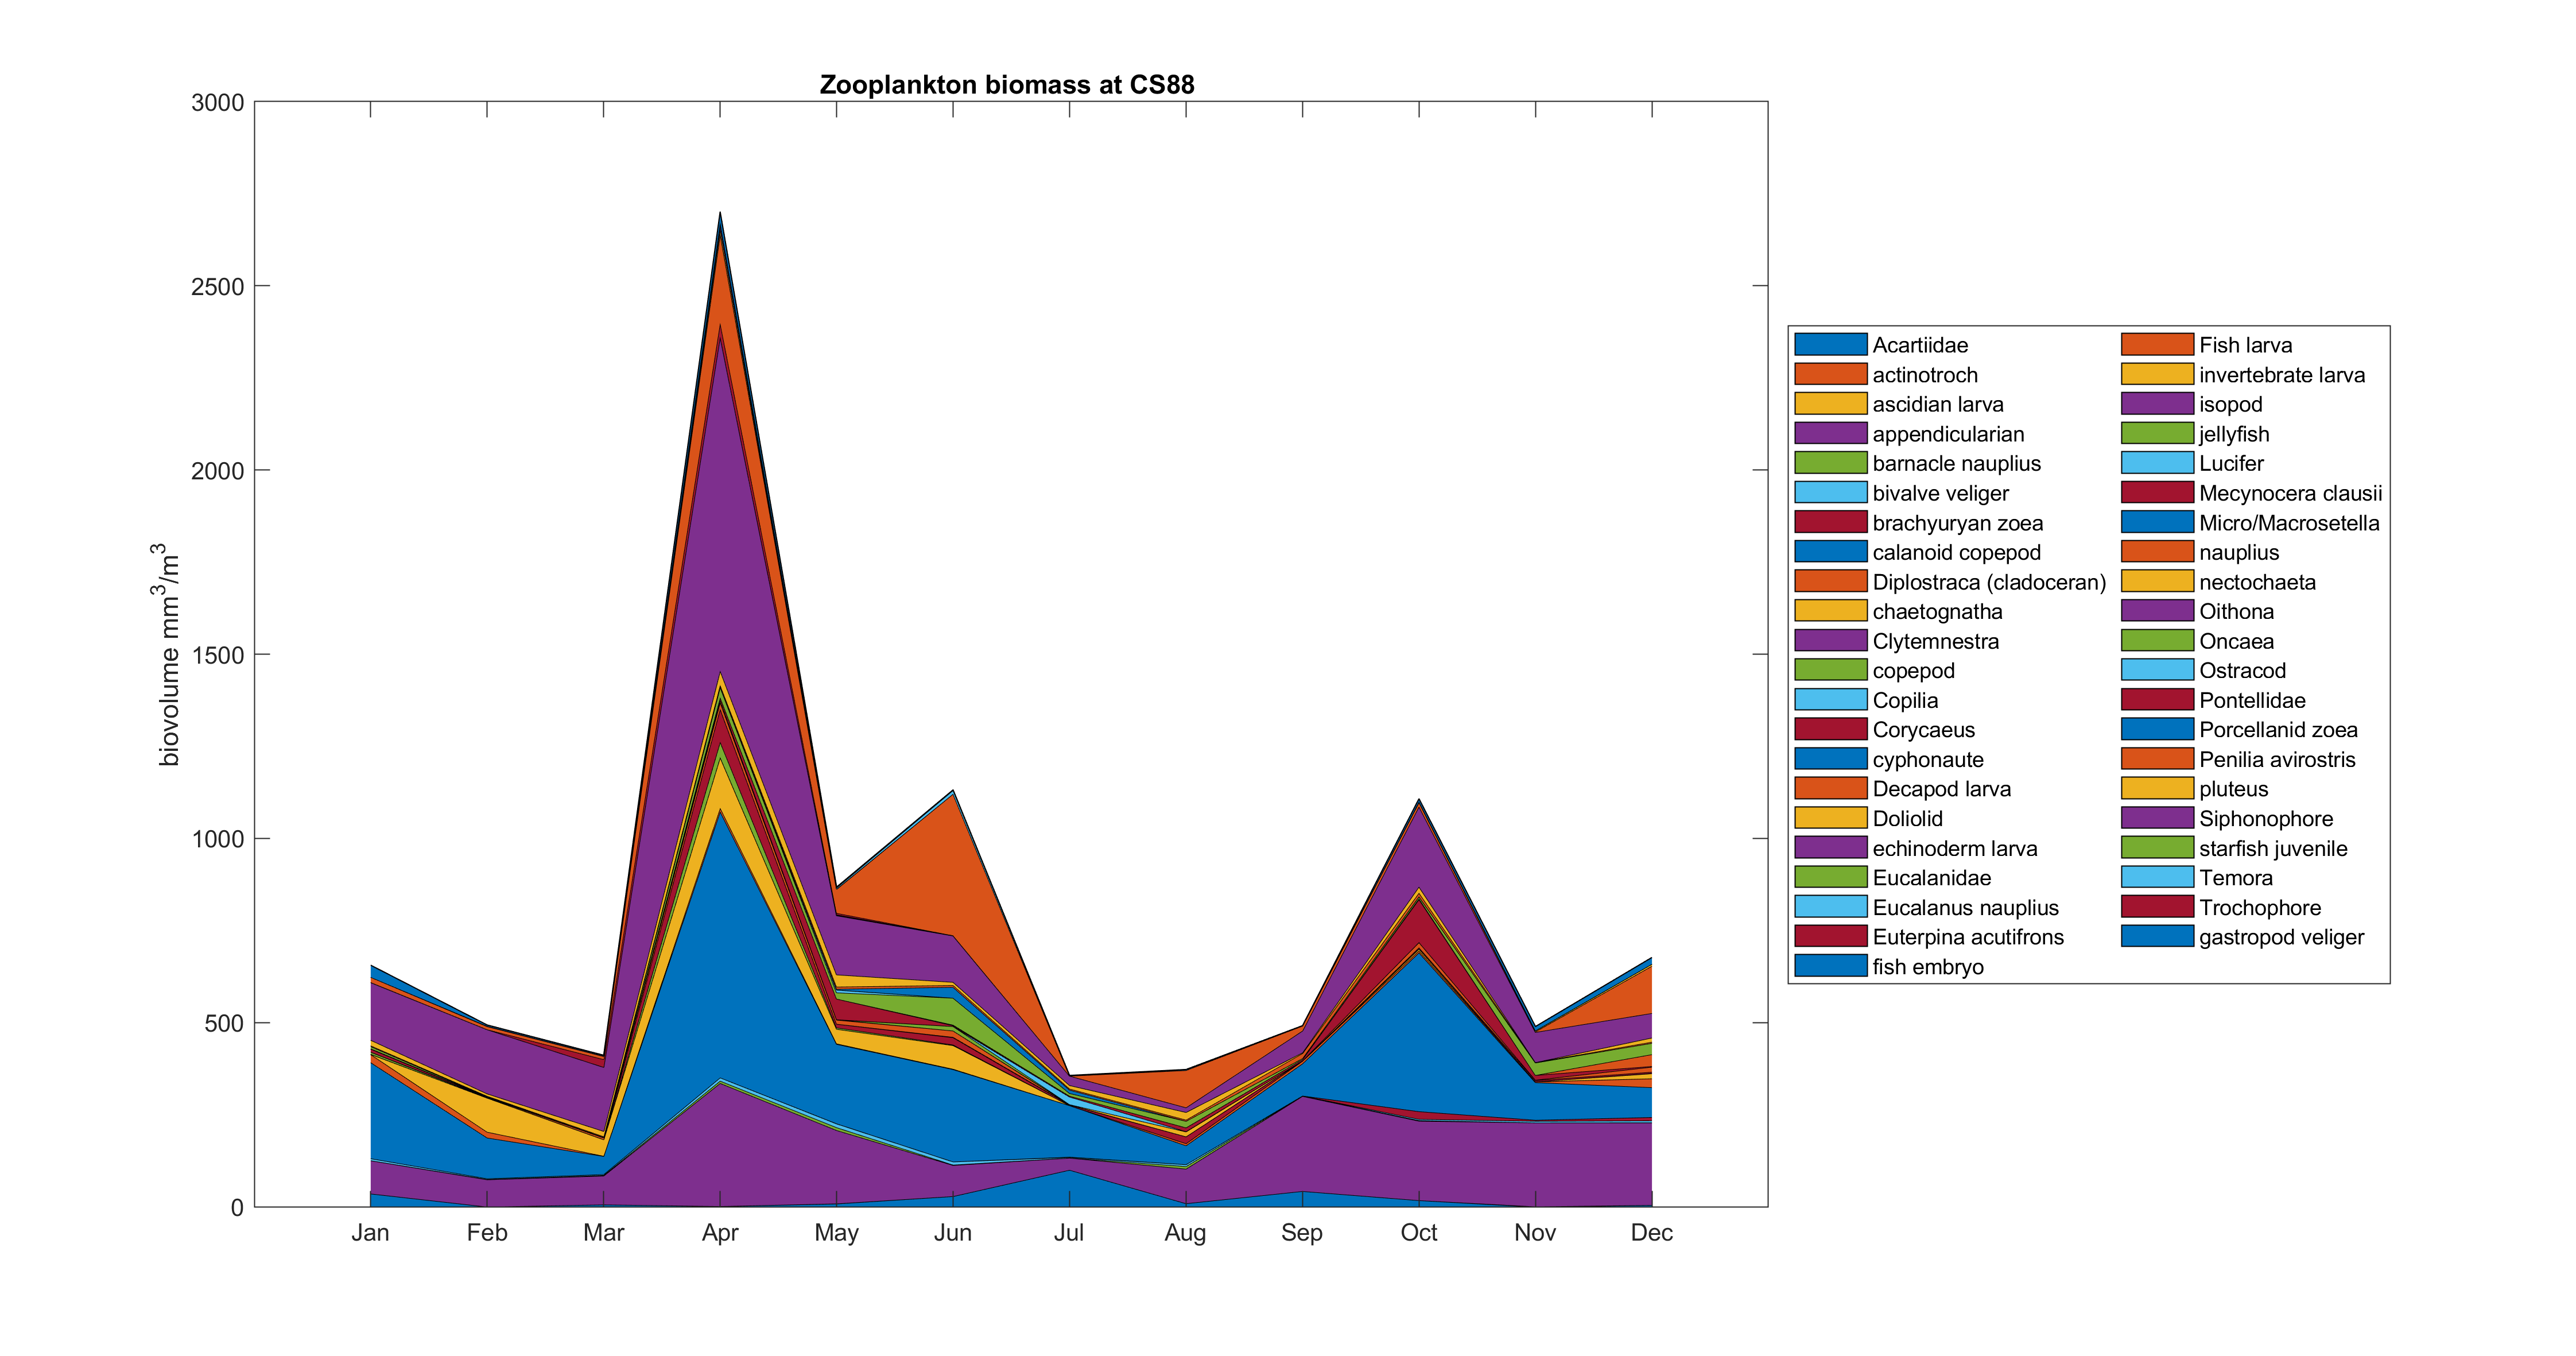 Zooplankton biomass at CS88
3000
2500
2000
1500
1000
500
0
biovolume mm³/m³
Jan Feb Mar Apr May Jun Jul Aug Sep Oct Nov Dec
Acartiidae
actinotroch
ascidian larva
appendicularian
barnacle nauplius
bivalve veliger
brachyuryan zoea
calanoid copepod
Diplostraca (cladoceran)
chaetognatha
Clytemnestra
copepod
Copilia
Corycaeus
cyphonaute
Decapod larva
Doliolid
echinoderm larva
Eucalanidae
Eucalanus nauplius
Euterpina acutifrons
fish embryo
Fish larva
invertebrate larva
isopod
jellyfish
Lucifer
Mecynocera clausii
Micro/Macrosetella
nauplius
nectochaeta
Oithona
Oncaea
Ostracod
Pontellidae
Porcellanid zoea
Penilia avirostris
pluteus
Siphonophore
starfish juvenile
Temora
Trochophore
gastropod veliger